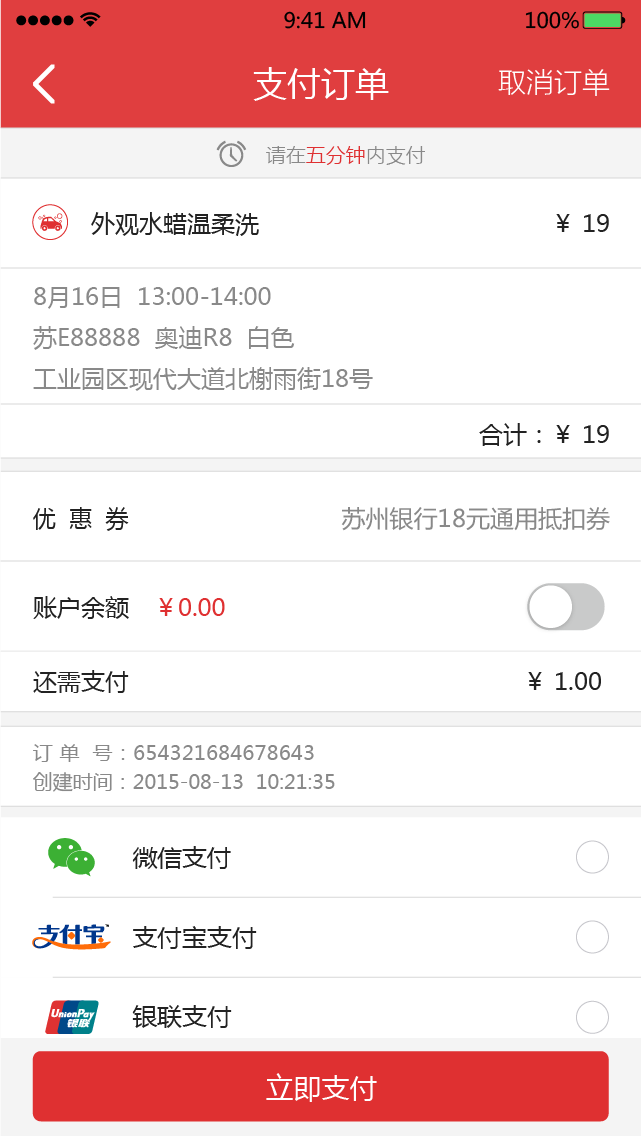 9:41 AM 100%
支付订单 取消订单
请在五分钟内支付
外观水蜡温柔洗 ¥ 19
8月16日 13:00-14:00
苏E88888 奥迪R8 白色
工业园区现代大道北榭雨街18号
合计：¥ 19
优 惠 券 苏州银行18元通用抵扣券
账户余额 ¥0.00
还需支付 ¥ 1.00
订 单 号：654321684678643
创建时间：2015-08-13 10:21:35
微信支付
支付宝 支付宝支付
UnionPay
银联 银联支付
立即支付